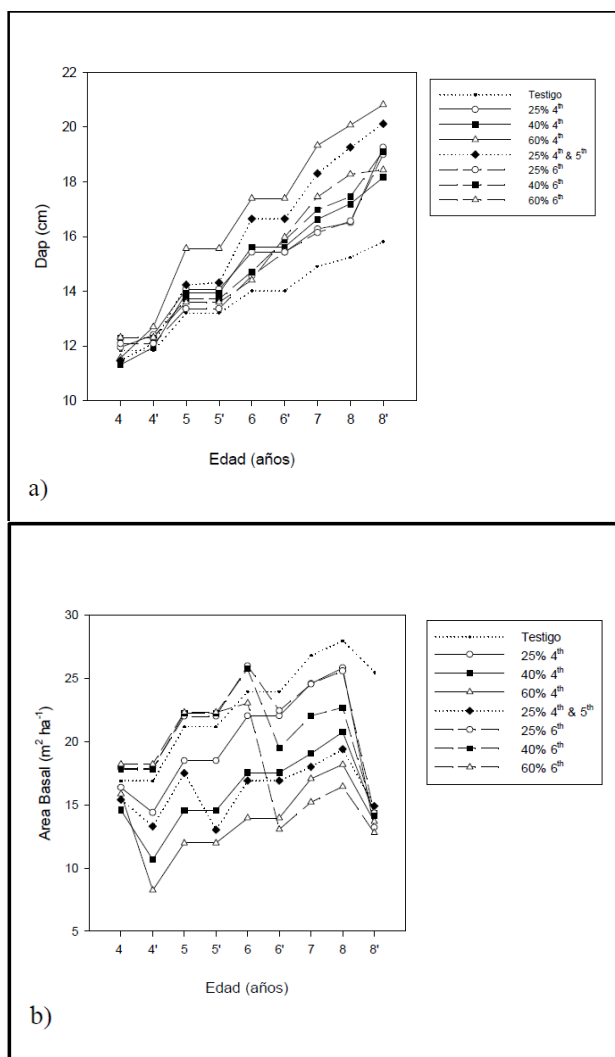 22
20
18
16
14
12
10
Dap (cm)
4 4' 5 5' 6 6' 7 8 8'
Edad (años)
Testigo
25% 4th
40% 4th
60% 4th
25% 4th & 5th
25% 6th
40% 6th
60% 6th
a)
30
25
20
15
10
5
Area Basal (m² ha⁻¹)
4 4' 5 5' 6 6' 7 8 8'
Edad (años)
Testigo
25% 4th
40% 4th
60% 4th
25% 4th & 5th
25% 6th
40% 6th
60% 6th
b)